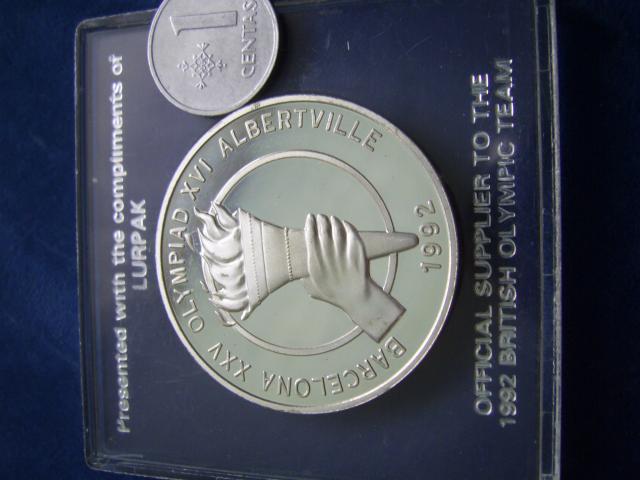 Presented with the compliments of
LURPAK
1
CENTAS
BARCELONA XXV OLYMPIAD XVI ALBERTVILLE
1992
OFFICIAL SUPPLIER TO THE
1992 BRITISH OLYMPIC TEAM